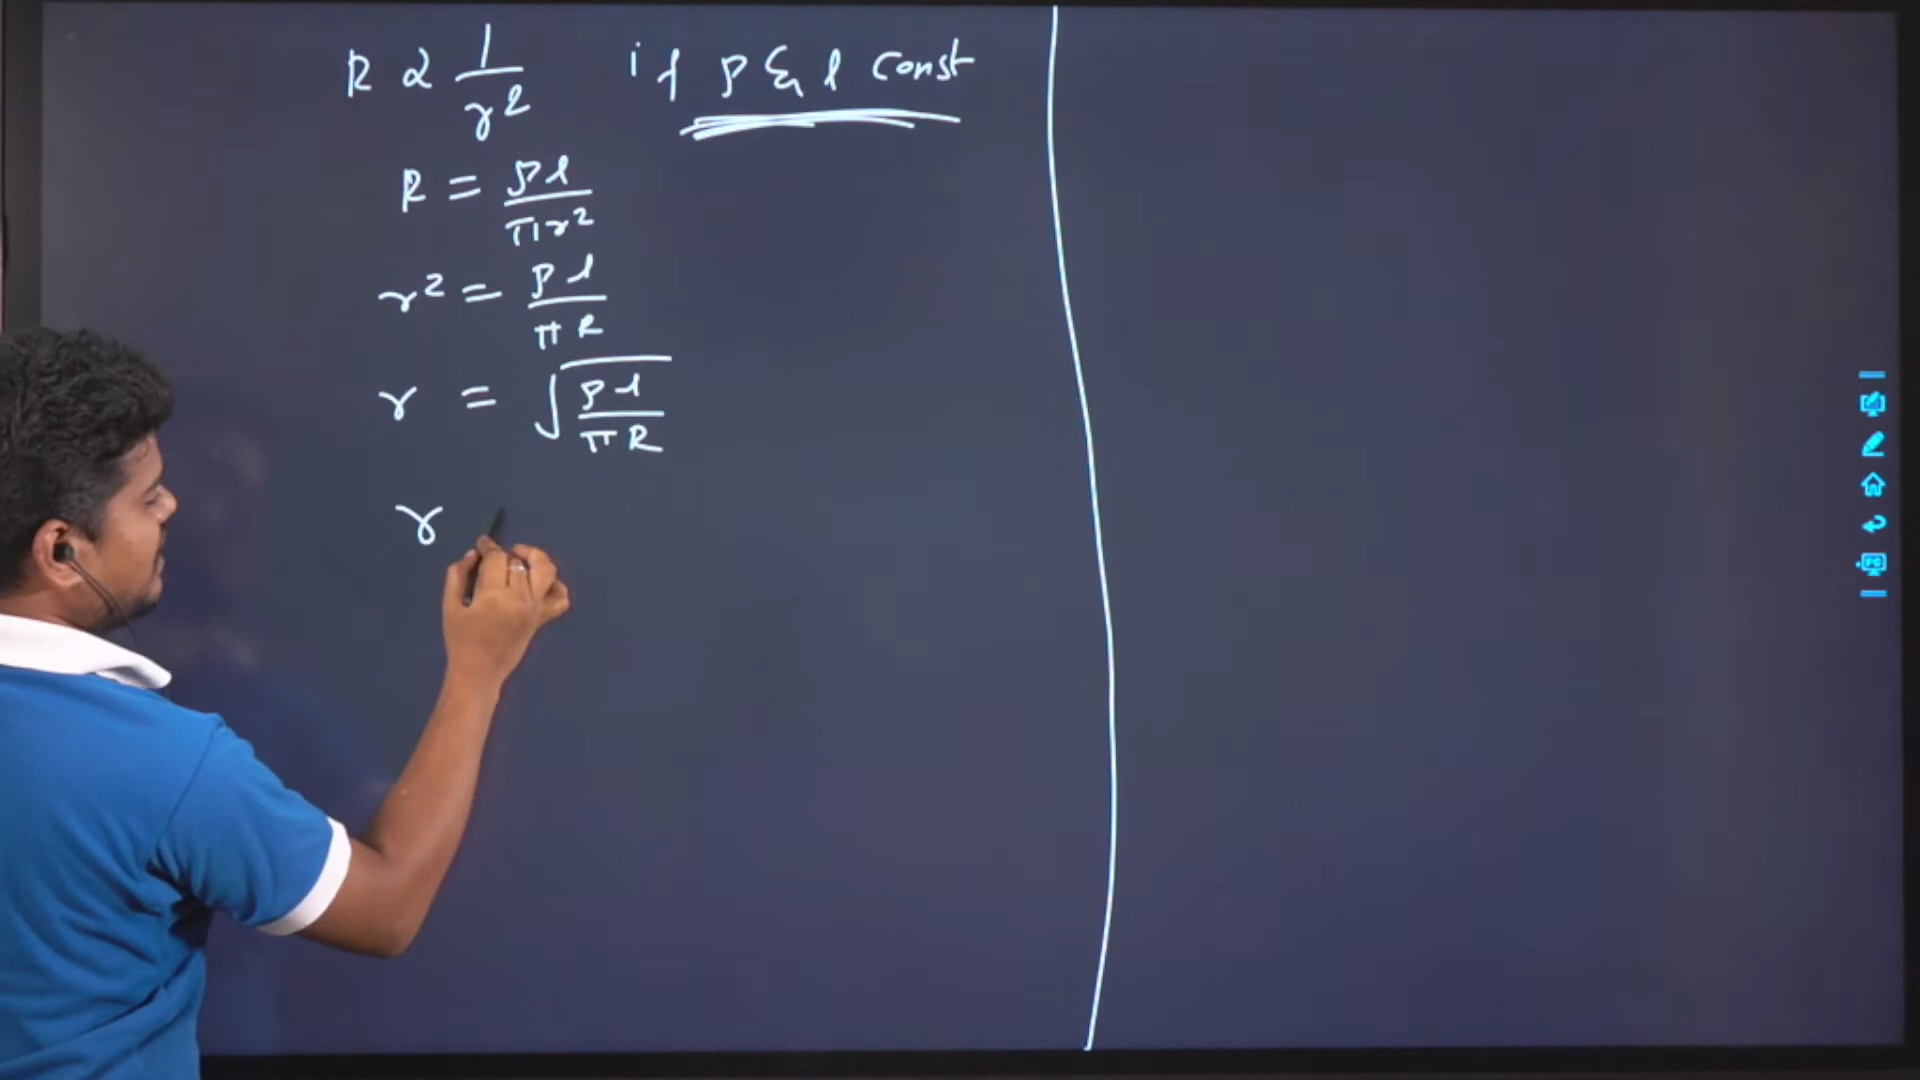 R ∝ 1/r² if ρ & l const
R = ρl/πr²
r² = ρl/πR
r = √(ρl/πR)
r